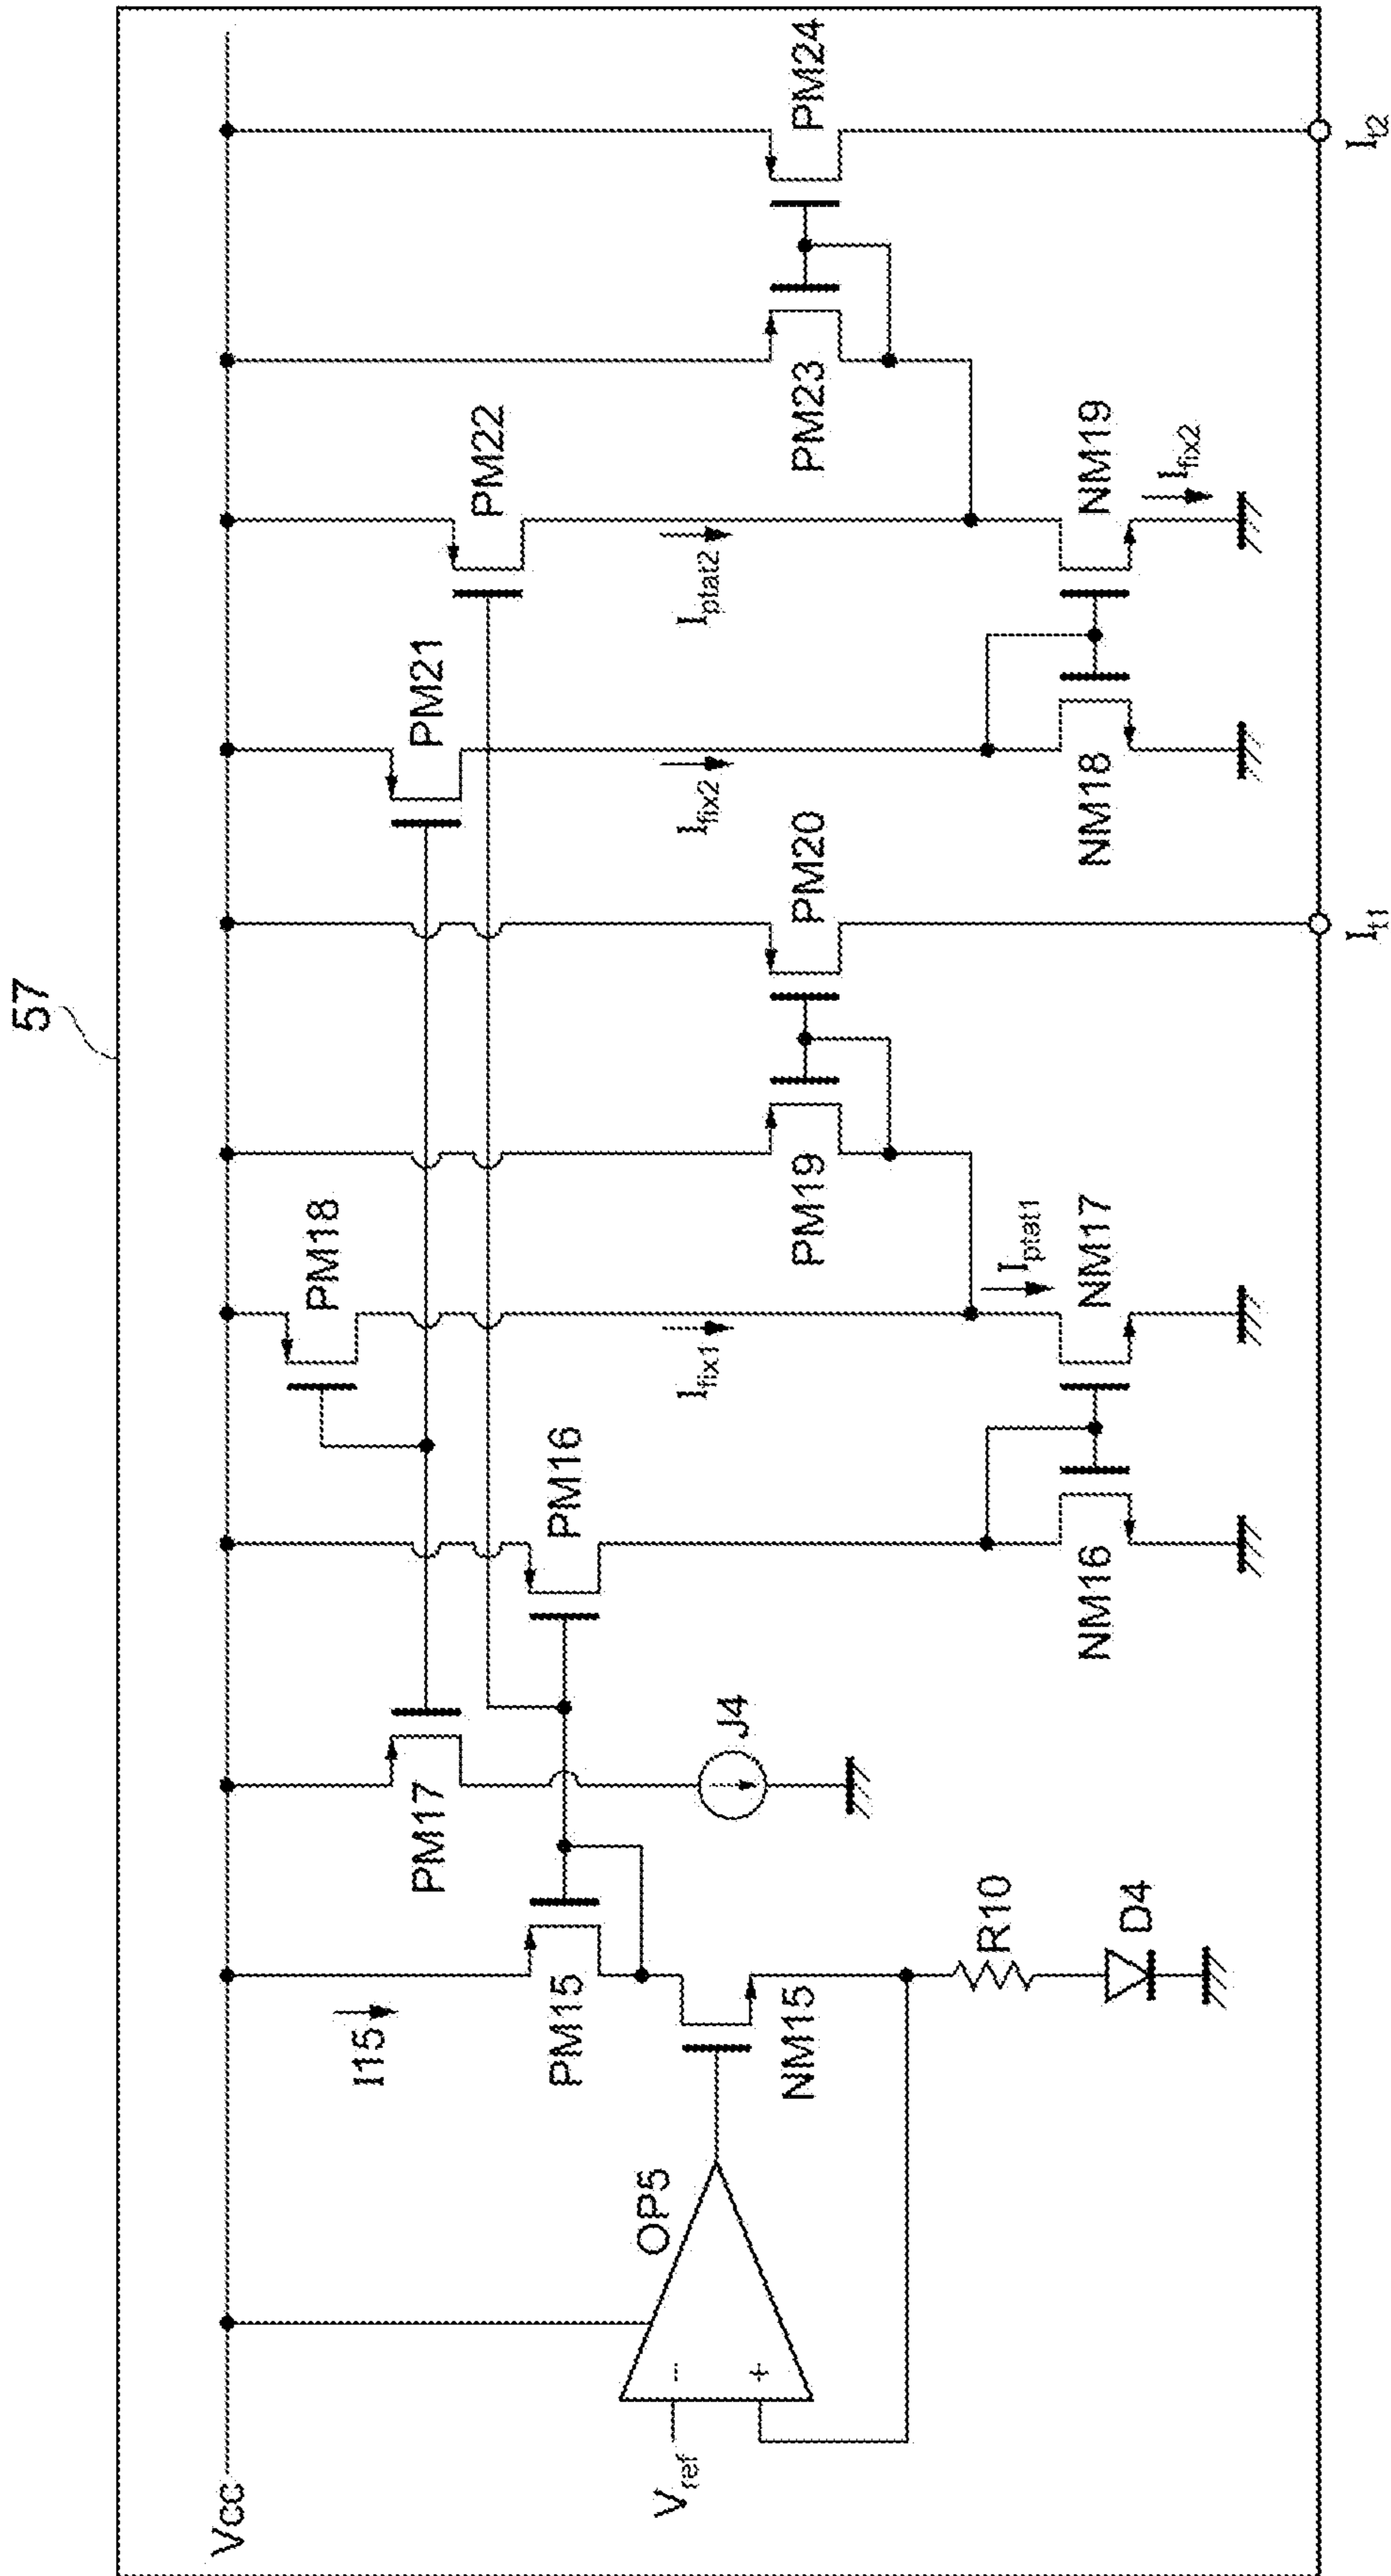 57
Vcc
I15
PM15
PM17
PM16
PM18
PM19
PM20
PM21
PM22
PM23
PM24
OP5
Vref
-
+
NM15
R10
D4
J4
Ifix1
Iptat1
NM16
NM17
Ifix2
Iptat2
NM18
NM19
Ifix2
It1
It2